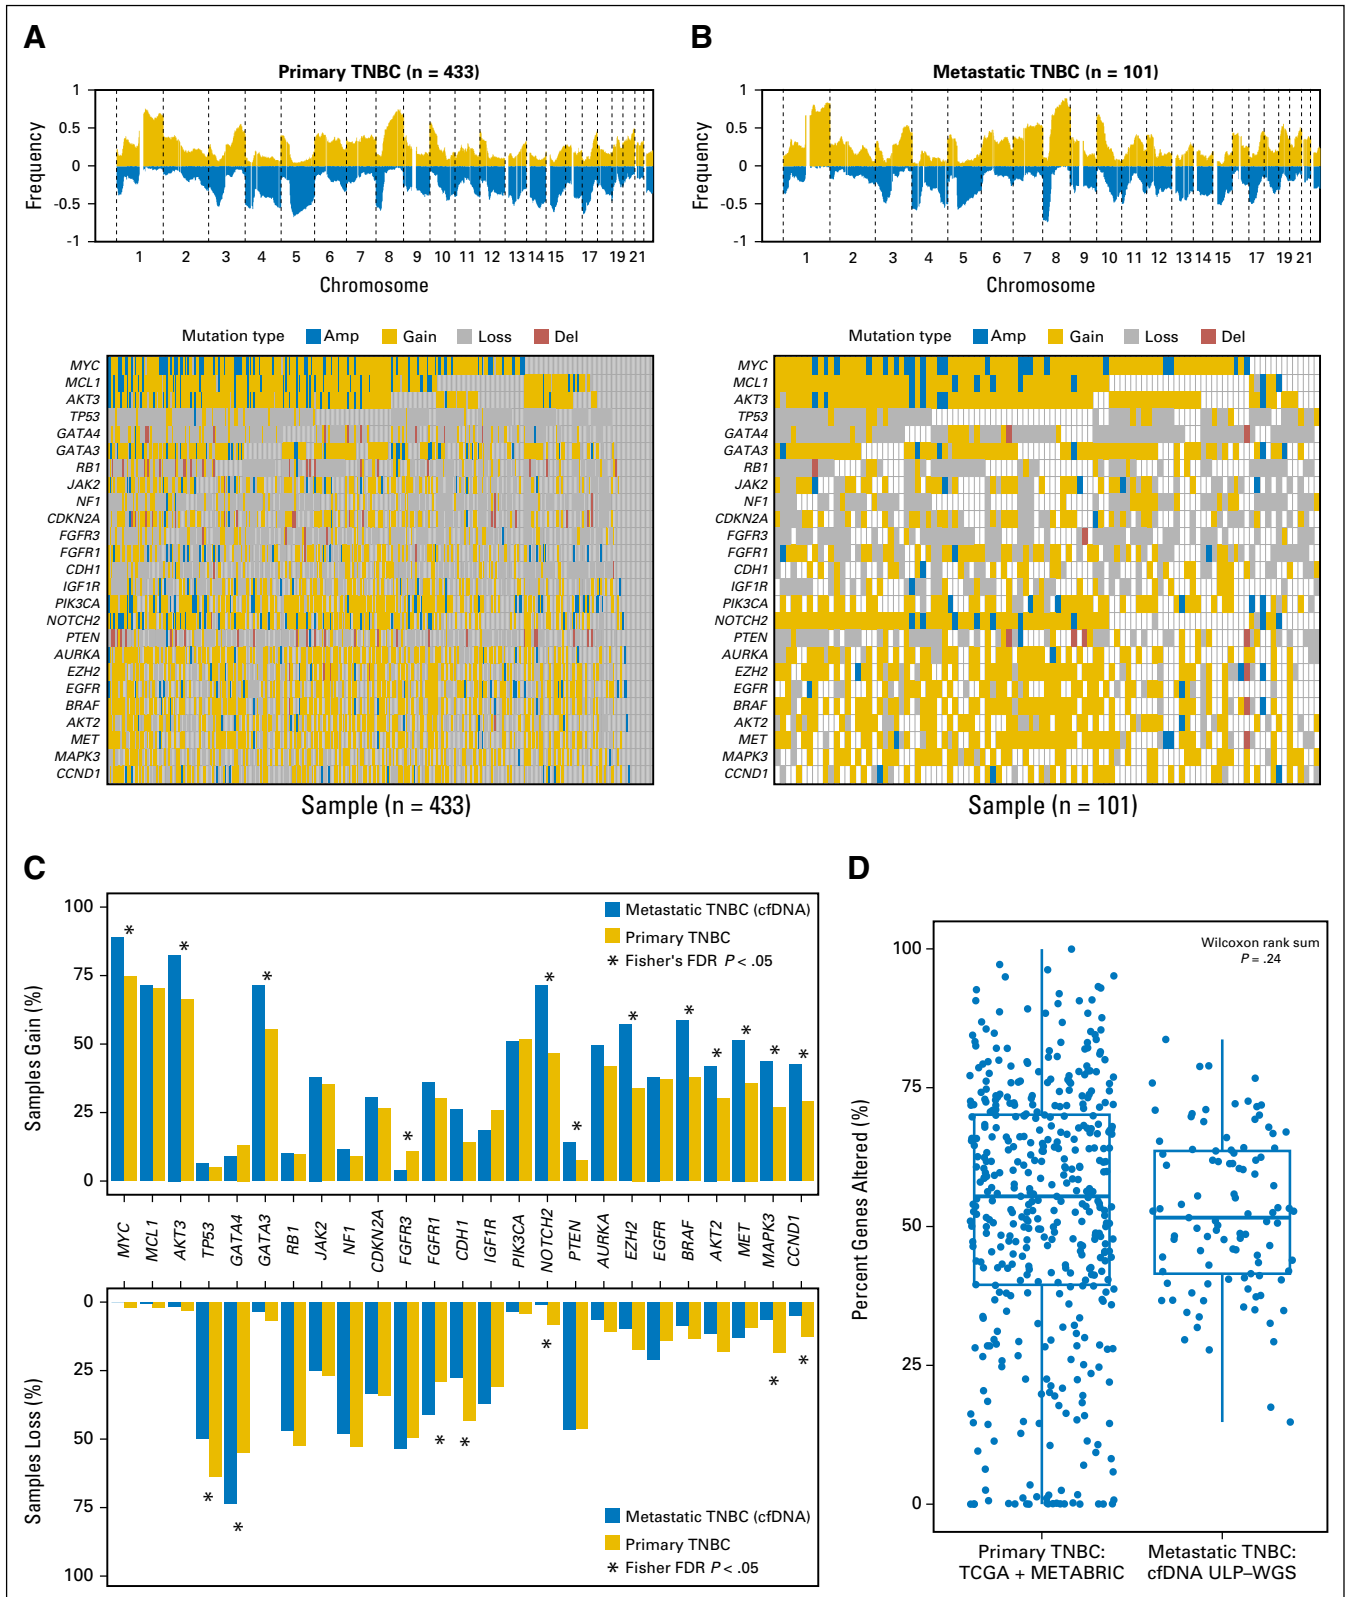 A
Primary TNBC (n = 433)
Frequency
1
0.5
0
-0.5
-1
1 2 3 4 5 6 7 8 9 10 11 12 13 14 15 17 19 21
Chromosome
Mutation type Amp Gain Loss Del
MYC
MCL1
AKT3
TP53
GATA4
GATA3
RB1
JAK2
NF1
CDKN2A
FGFR3
FGFR1
CDH1
IGF1R
PIK3CA
NOTCH2
PTEN
AURKA
EZH2
EGFR
BRAF
AKT2
MET
MAPK3
CCND1
Sample (n = 433)
B
Metastatic TNBC (n = 101)
Frequency
1
0.5
0
-0.5
-1
1 2 3 4 5 6 7 8 9 10 11 12 13 14 15 17 19 21
Chromosome
Mutation type Amp Gain Loss Del
MYC
MCL1
AKT3
TP53
GATA4
GATA3
RB1
JAK2
NF1
CDKN2A
FGFR3
FGFR1
CDH1
IGF1R
PIK3CA
NOTCH2
PTEN
AURKA
EZH2
EGFR
BRAF
AKT2
MET
MAPK3
CCND1
Sample (n = 101)
C
Samples Gain (%)
100
75
50
25
0
Metastatic TNBC (cfDNA)
Primary TNBC
* Fisher's FDR P < .05
* * * * * * * * * * * *
MYC MCL1 AKT3 TP53 GATA4 GATA3 RB1 JAK2 NF1 CDKN2A FGFR3 FGFR1 CDH1 IGF1R PIK3CA NOTCH2 PTEN AURKA EZH2 EGFR BRAF AKT2 MET MAPK3 CCND1
Samples Loss (%)
0
25
50
75
100
* * * * * * *
Metastatic TNBC (cfDNA)
Primary TNBC
* Fisher FDR P < .05
D
Percent Genes Altered (%)
100
75
50
25
0
Wilcoxon rank sum
P = .24
Primary TNBC:
TCGA + METABRIC
Metastatic TNBC:
cfDNA ULP–WGS